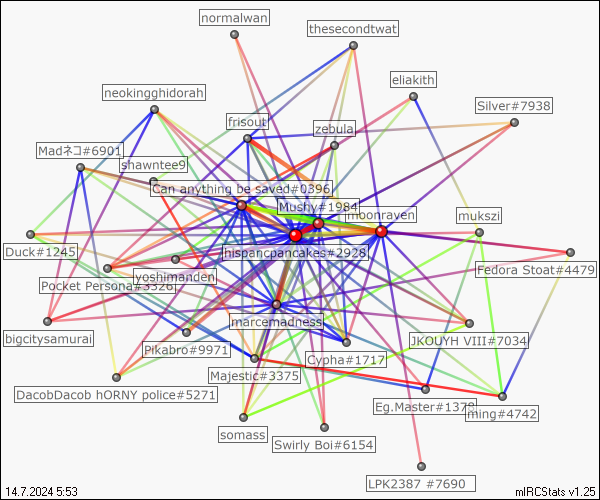 normalwan
thesecondtwat
eliakith
neokingghidorah
Silver#7938
frisout
zebula
Madネコ#6901
shawntee9
Can anything be saved#0396
Mushy#1984
moonraven
mukszi
Duck#1245
hispancpancakes#2928
yoshimanden
Fedora Stoat#4479
Pocket Persona#3326
marcemadness
bigcitysamurai
JKOUYH VIII#7034
Pikabro#9971
Cypha#1717
Majestic#3375
DacobDacob hORNY police#5271
Eg.Master#1378
ming#4742
somass
Swirly Boi#6154
LPK2387 #7690
14.7.2024 5:53
mIRCStats v1.25